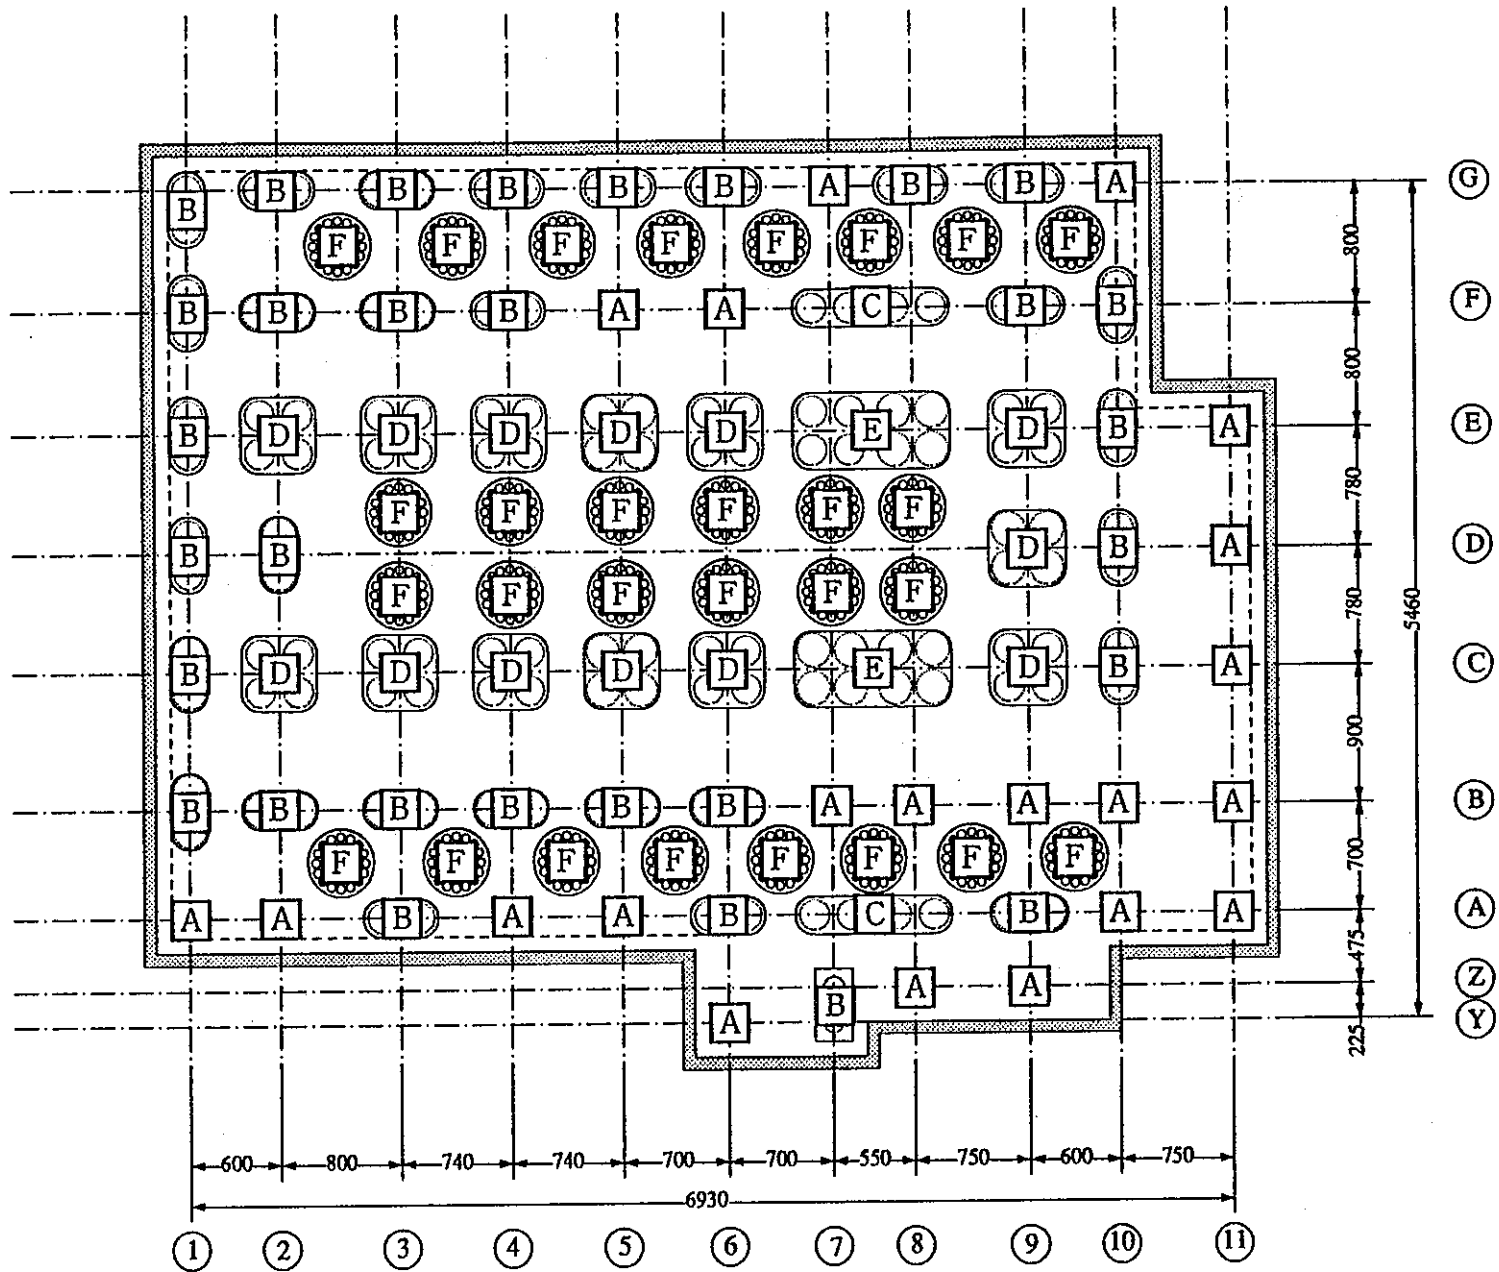 B B B B B B A B B A G
F F F F F F F F
800
B B B B A A C B B F
800
B D D D D D E D B A E
F F F F F F
780
B B D B A D
F F F F F F
780
5460
B D D D D D E D B A C
900
B B B B B B A A A A A B
F F F F F F F F
700
A A B A A B C B A A A
475
B A A Z
A Y
225
600 800 740 740 700 700 550 750 600 750
6930
1 2 3 4 5 6 7 8 9 10 11